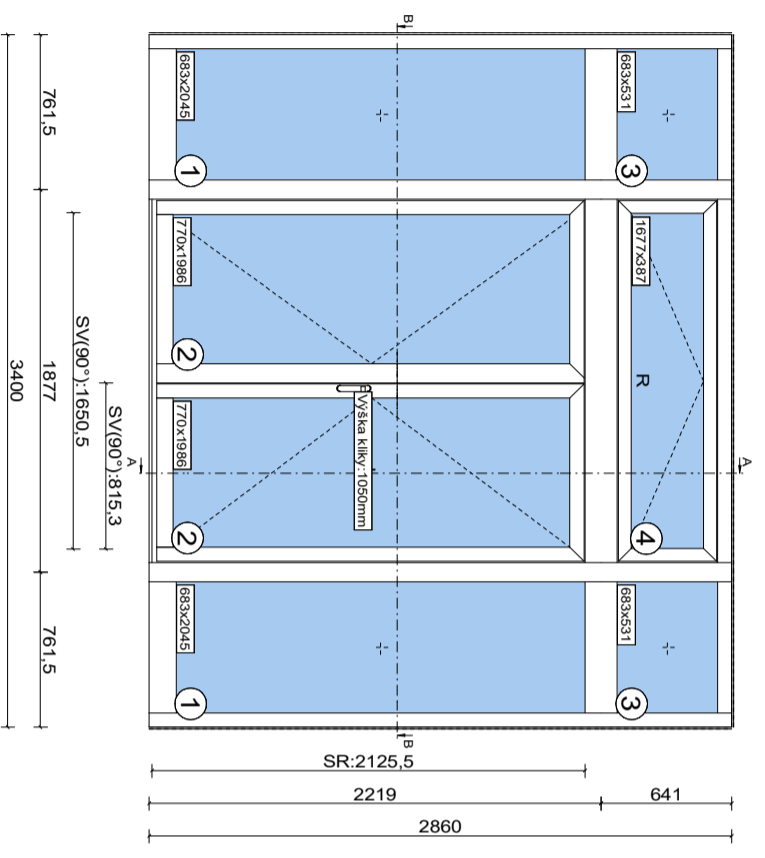 B
683x2045
1
683x531
3
770x1986
2
1677x387
R
4
770x1986
2
Výška kliky:1050mm
A
A
683x2045
1
683x531
3
B
761,5
1877
761,5
SV(90°):1650,5
SV(90°):815,3
3400
SR:2125,5
2219
641
2860